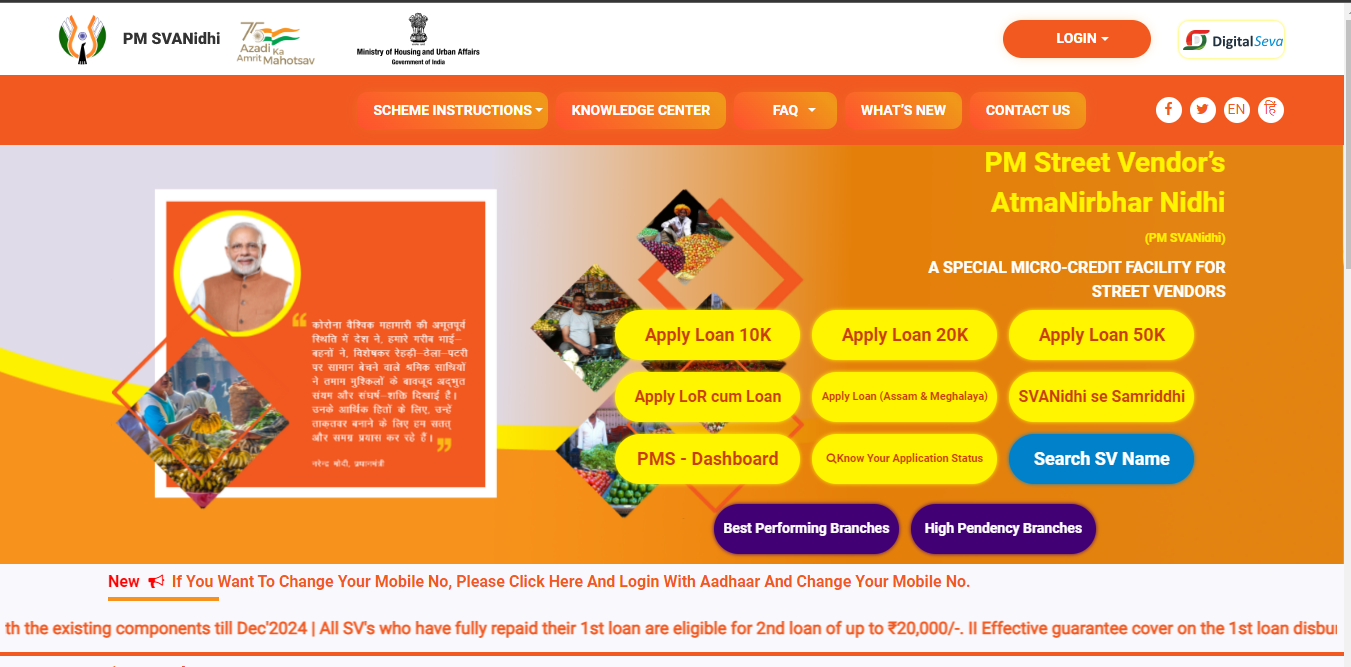 PM SVANidhi
75
Azadi Ka
Amrit Mahotsav
Ministry of Housing and Urban Affairs
Government of India
LOGIN
DigitalSeva
SCHEME INSTRUCTIONS
KNOWLEDGE CENTER
FAQ
WHAT'S NEW
CONTACT US
EN
हिं
PM Street Vendor's
AtmaNirbhar Nidhi
(PM SVANidhi)
A SPECIAL MICRO-CREDIT FACILITY FOR
STREET VENDORS
“ कोरोना वैश्विक महामारी की अभूतपूर्व
स्थिति में देश ने, हमारे गरीब भाई–
बहनों ने, विशेषकर रेहड़ी–ठेला–पटरी
पर सामान बेचने वाले श्रमिक साथियों
ने तमाम मुश्किलों के बावजूद अद्भुत
संयम और संघर्ष–शक्ति दिखाई है।
उनके आर्थिक हितों के लिए, उन्हें
ताकतवर बनाने के लिए हम सतत्
और समग्र प्रयास कर रहे हैं। ”
नरेन्द्र मोदी, प्रधानमंत्री
Apply Loan 10K
Apply Loan 20K
Apply Loan 50K
Apply LoR cum Loan
Apply Loan (Assam & Meghalaya)
SVANidhi se Samriddhi
PMS - Dashboard
Know Your Application Status
Search SV Name
Best Performing Branches
High Pendency Branches
New If You Want To Change Your Mobile No, Please Click Here And Login With Aadhaar And Change Your Mobile No.
th the existing components till Dec'2024 | All SV's who have fully repaid their 1st loan are eligible for 2nd loan of up to ₹20,000/-. II Effective guarantee cover on the 1st loan disbu